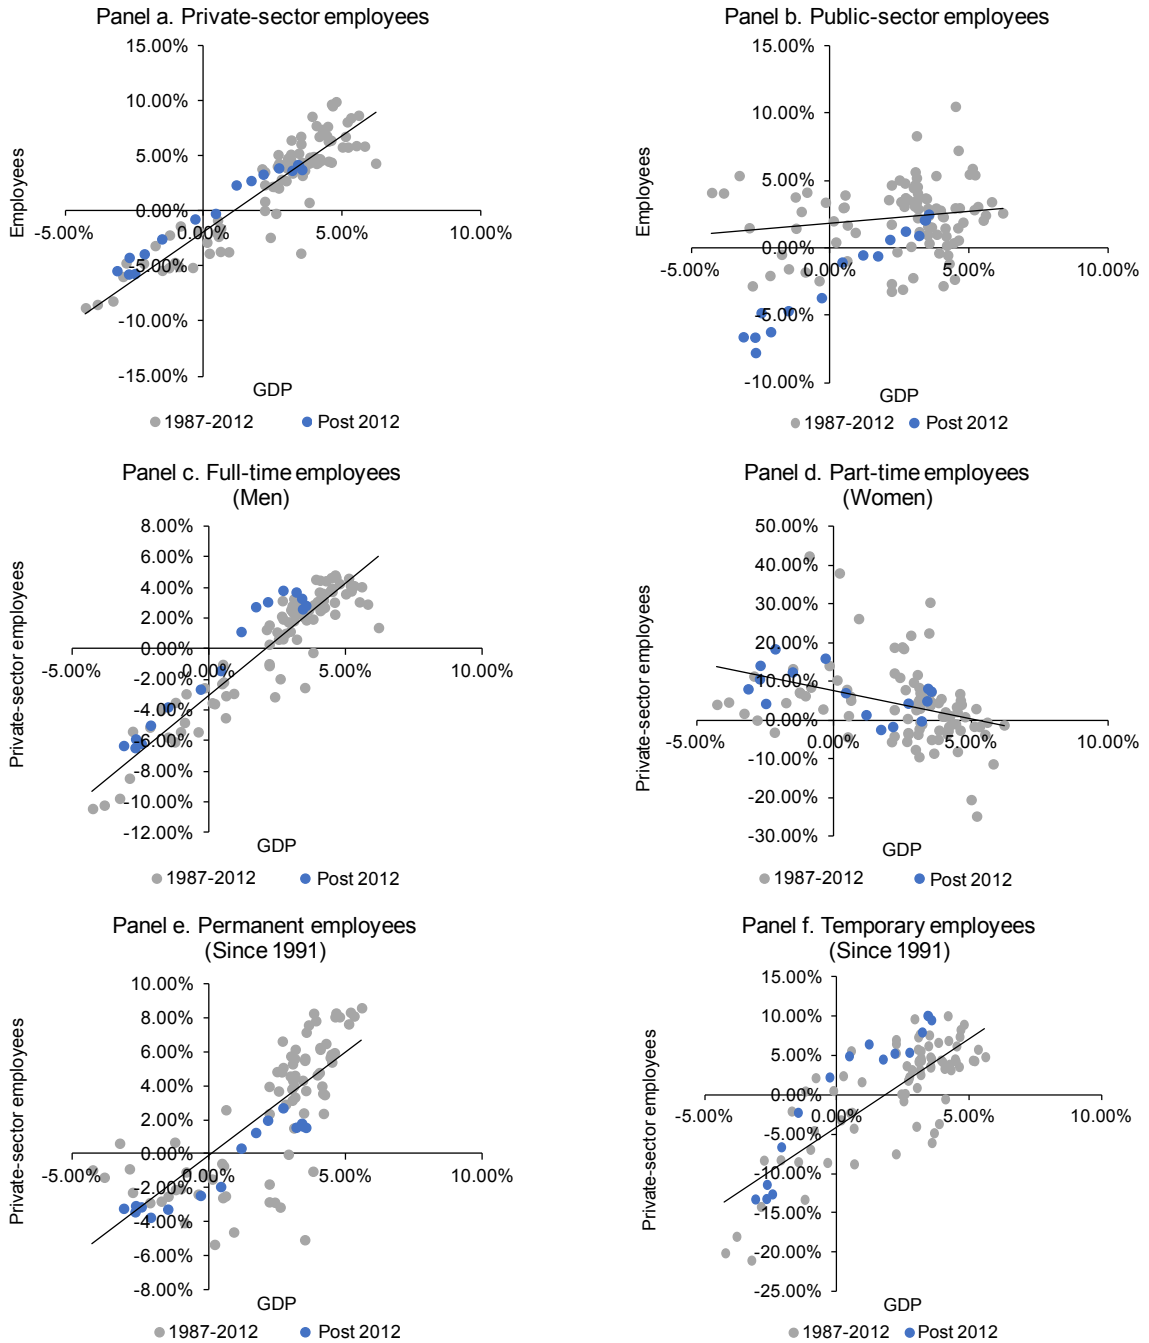 Panel a. Private-sector employees
15.00%
10.00%
5.00%
0.00%
-5.00%
0.00%
5.00%
10.00%
-5.00%
-10.00%
-15.00%
Employees
GDP
1987-2012 Post 2012
Panel b. Public-sector employees
15.00%
10.00%
5.00%
0.00%
-5.00%
0.00%
5.00%
10.00%
-5.00%
-10.00%
Employees
GDP
1987-2012 Post 2012
Panel c. Full-time employees
(Men)
8.00%
6.00%
4.00%
2.00%
0.00%
-5.00%
0.00%
5.00%
10.00%
-2.00%
-4.00%
-6.00%
-8.00%
-10.00%
-12.00%
Private-sector employees
GDP
1987-2012 Post 2012
Panel d. Part-time employees
(Women)
50.00%
40.00%
30.00%
20.00%
10.00%
0.00%
-5.00%
0.00%
5.00%
10.00%
-10.00%
-20.00%
-30.00%
Private-sector employees
GDP
1987-2012 Post 2012
Panel e. Permanent employees
(Since 1991)
10.00%
8.00%
6.00%
4.00%
2.00%
0.00%
-5.00%
0.00%
5.00%
10.00%
-2.00%
-4.00%
-6.00%
-8.00%
Private-sector employees
GDP
1987-2012 Post 2012
Panel f. Temporary employees
(Since 1991)
15.00%
10.00%
5.00%
0.00%
-5.00%
0.00%
5.00%
10.00%
-5.00%
-10.00%
-15.00%
-20.00%
-25.00%
Private-sector employees
GDP
1987-2012 Post 2012